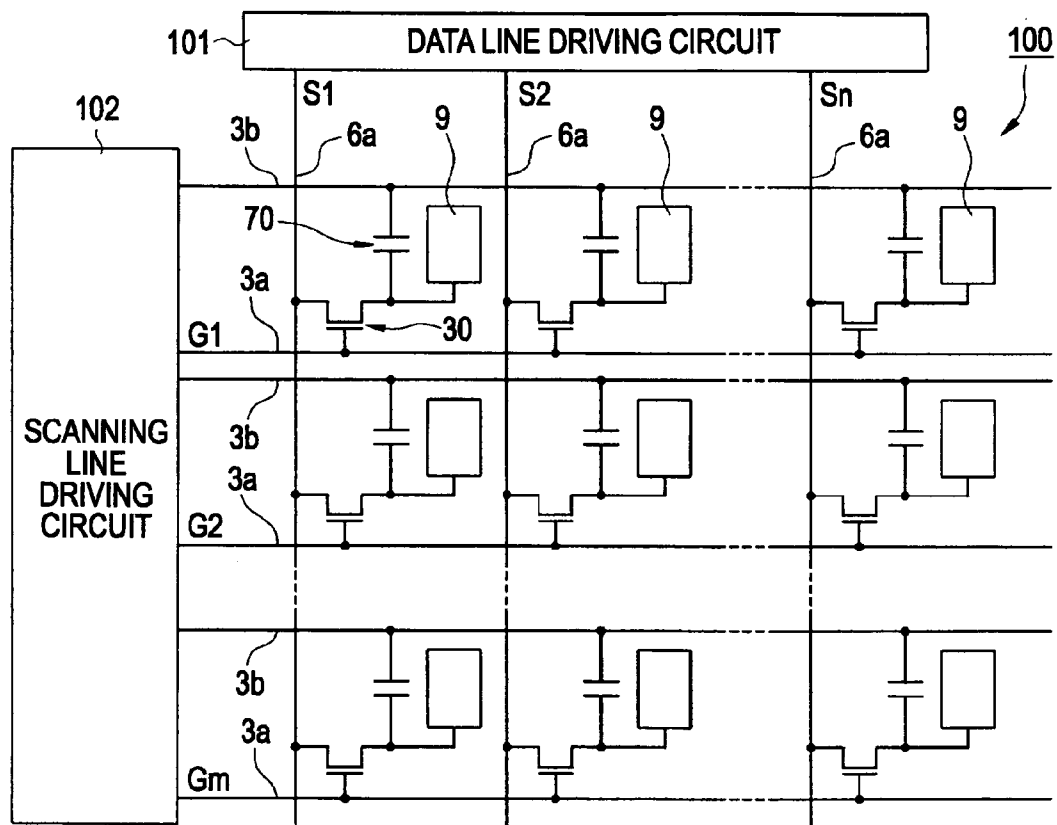 101
DATA LINE DRIVING CIRCUIT
100
102
S1
S2
Sn
3b
6a
9
6a
9
6a
9
70
3a
G1
30
SCANNING
LINE
DRIVING
CIRCUIT
3b
3a
G2
3b
3a
Gm